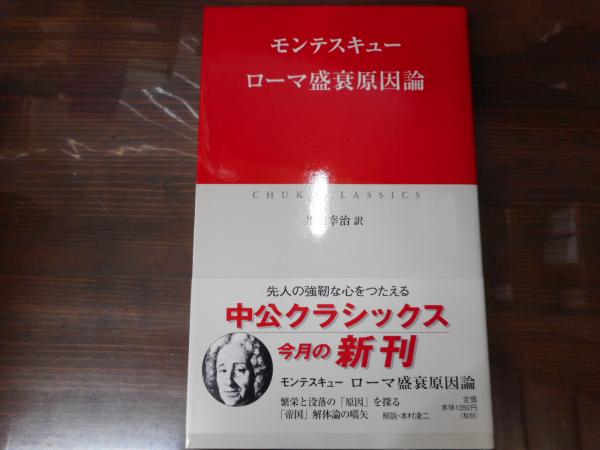 モンテスキュー
ローマ盛衰原因論
CHUKO CLASSICS
幸治 訳
先人の強靭な心をつたえる
中公クラシックス
今月の 新刊
モンテスキュー ローマ盛衰原因論
繁栄と没落の「原因」を探る
「帝国」解体論の嚆矢 解説・本村凌二
定価
本体1350円
(税別)